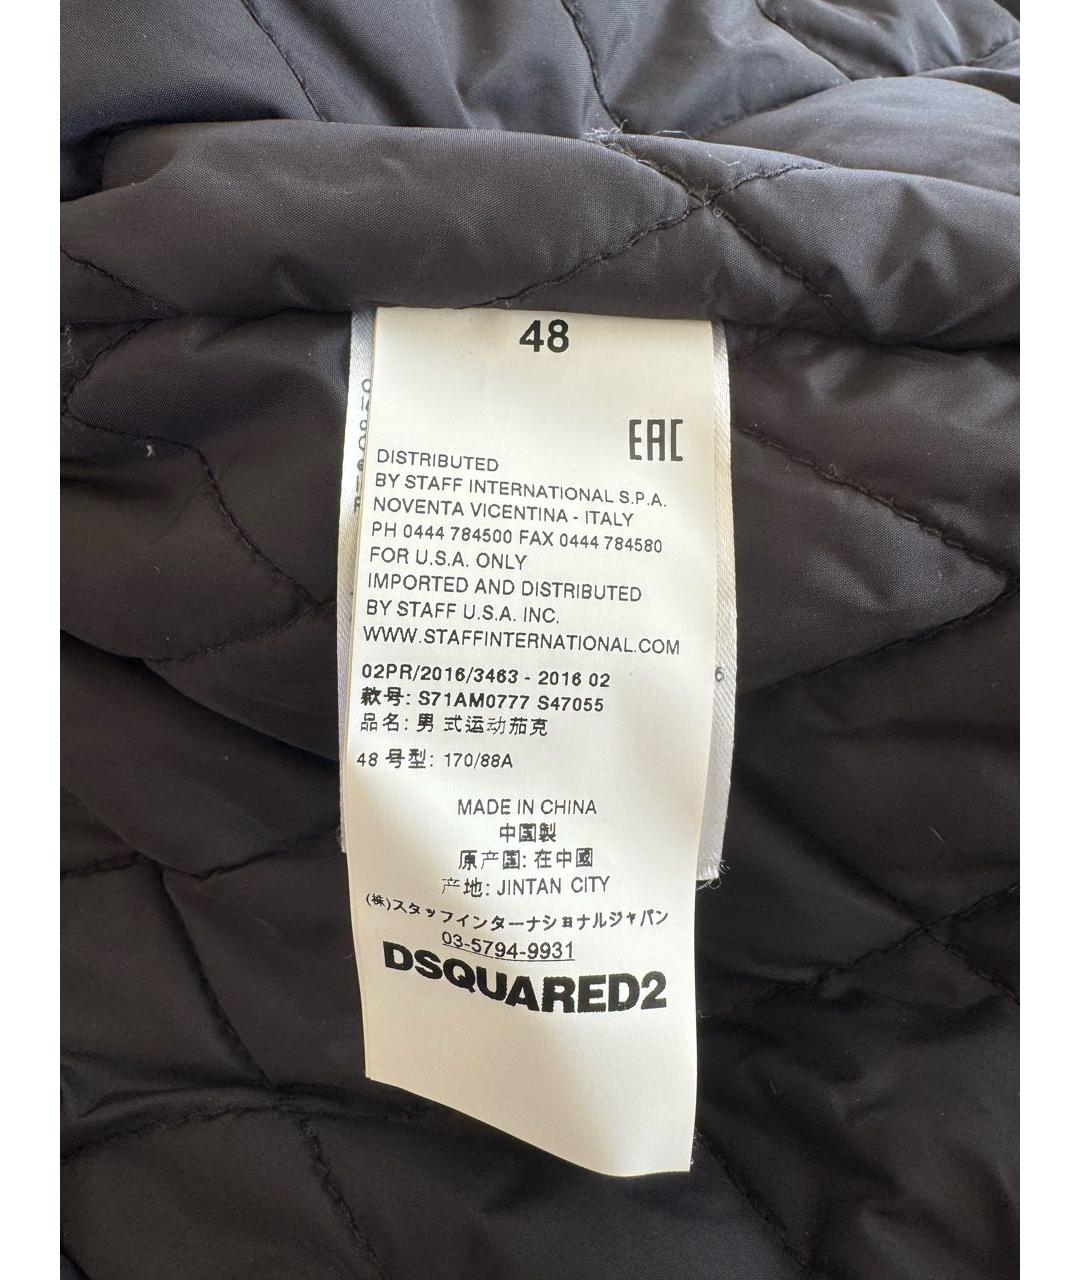 48
EAC
DISTRIBUTED
BY STAFF INTERNATIONAL S.P.A.
NOVENTA VICENTINA - ITALY
PH 0444 784500 FAX 0444 784580
FOR U.S.A. ONLY
IMPORTED AND DISTRIBUTED
BY STAFF U.S.A. INC.
WWW.STAFFINTERNATIONAL.COM
02PR/2016/3463 - 2016 02
款号: S71AM0777 S47055
品名: 男 式运动茄克
48 号型: 170/88A
MADE IN CHINA
中国製
原产国: 在中國
产地: JINTAN CITY
(株)スタッフインターナショナルジャパン
03-5794-9931
DSQUARED2
6